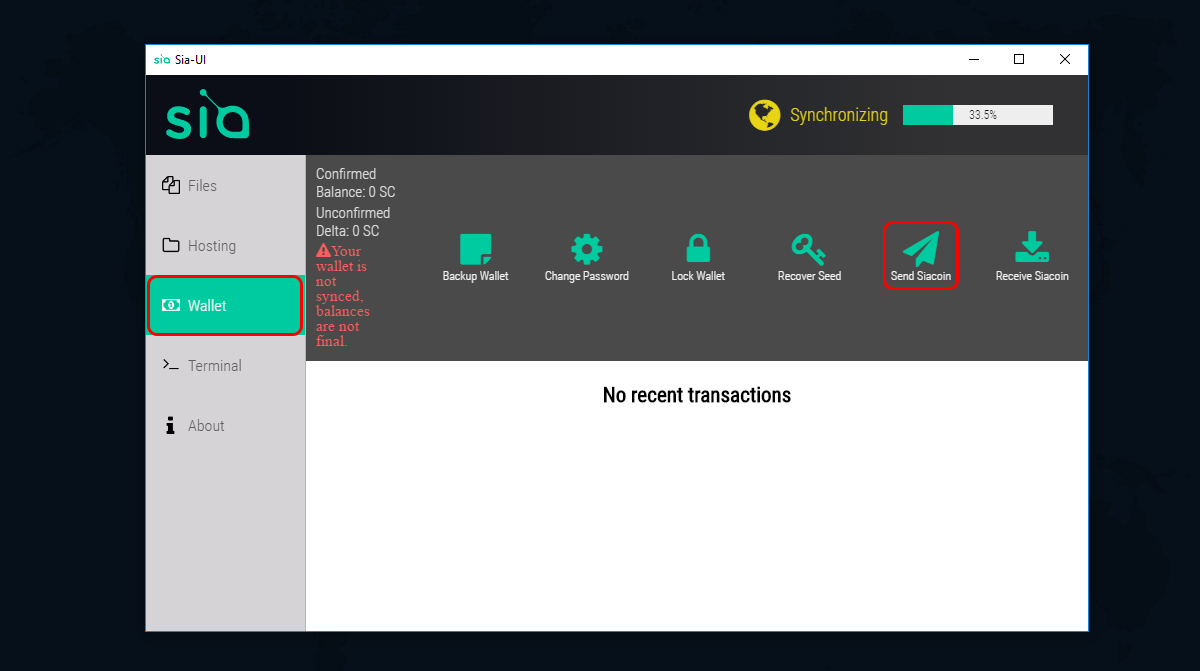 sia Sia-UI
sia
Synchronizing
33.5%
Files
Hosting
Wallet
Terminal
About
Confirmed
Balance: 0 SC
Unconfirmed
Delta: 0 SC
Your
wallet is
not
synced,
balances
are not
final.
Backup Wallet
Change Password
Lock Wallet
Recover Seed
Send Siacoin
Receive Siacoin
No recent transactions